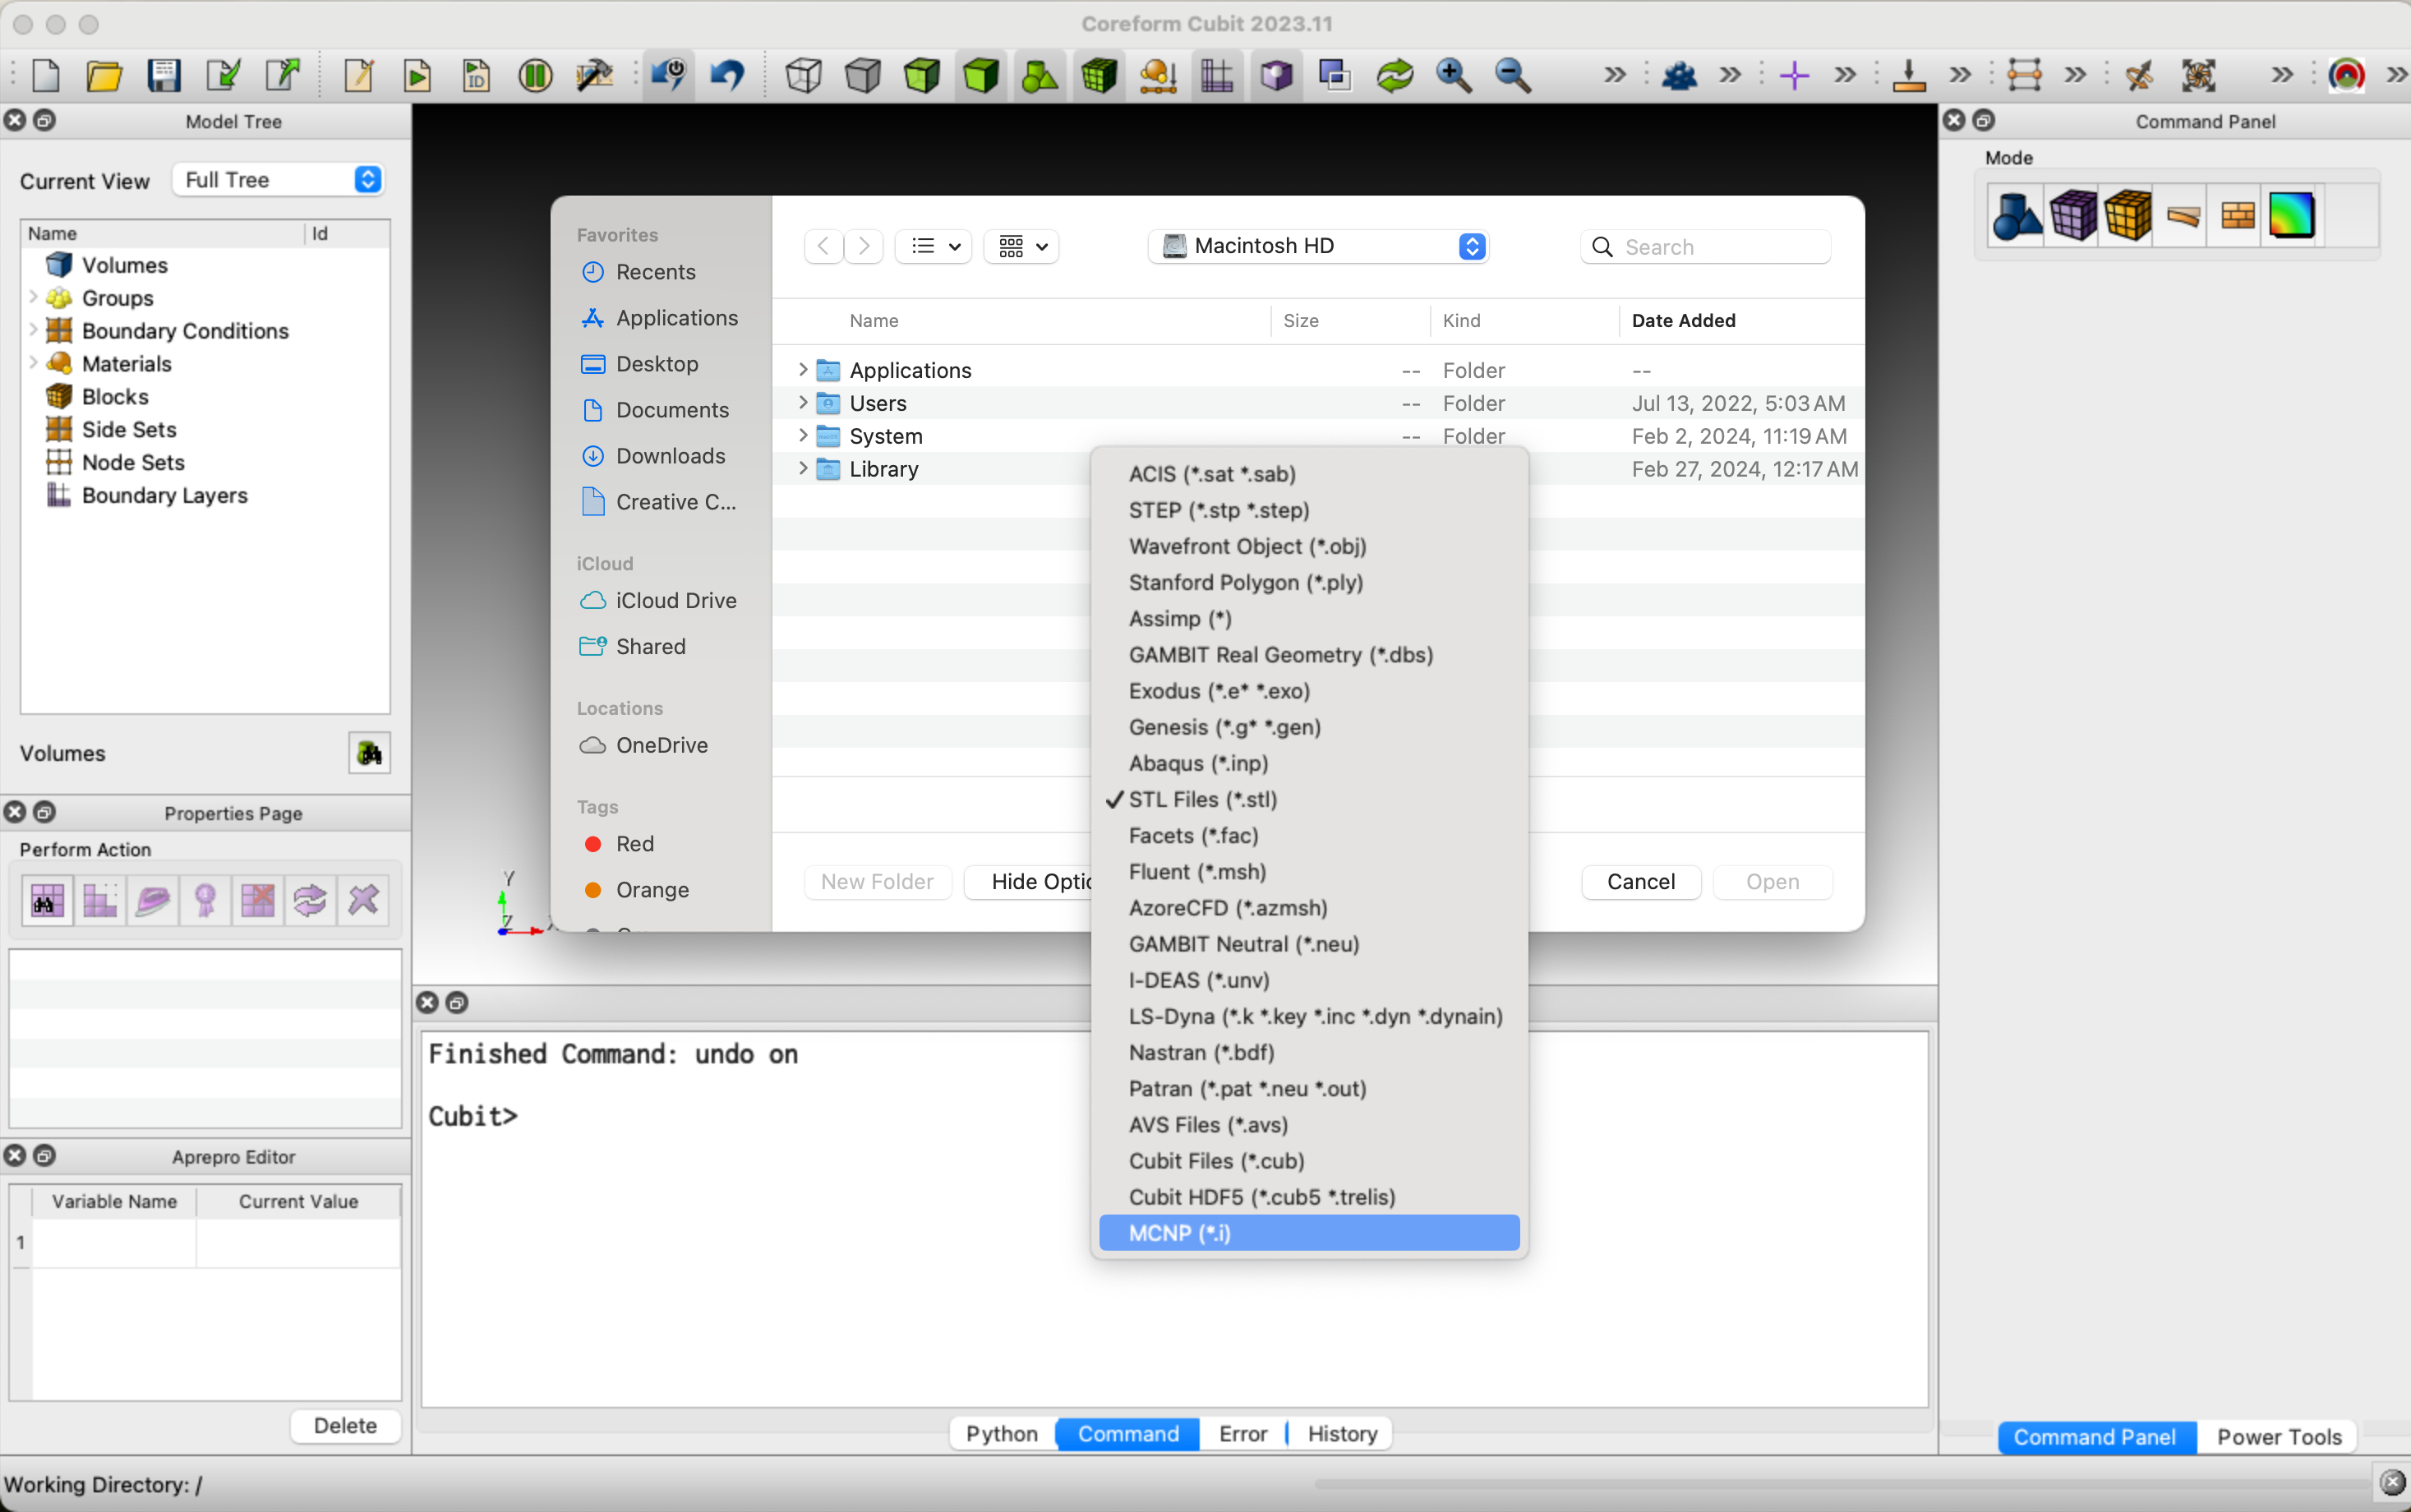 Coreform Cubit 2023.11
ID
Model Tree
Current View
Full Tree
Name
Id
Volumes
Groups
Boundary Conditions
Materials
Blocks
Side Sets
Node Sets
Boundary Layers
Volumes
Properties Page
Perform Action
Aprepro Editor
Variable Name
Current Value
1
Delete
Working Directory: /
Favorites
Recents
Applications
Desktop
Documents
Downloads
Creative C...
iCloud
iCloud Drive
Shared
Locations
OneDrive
Tags
Red
Orange
Macintosh HD
Search
Name
Size
Kind
Date Added
Applications -- Folder --
Users -- Folder Jul 13, 2022, 5:03 AM
System -- Folder Feb 2, 2024, 11:19 AM
Library Feb 27, 2024, 12:17 AM
New Folder
Hide Optio
Cancel
Open
ACIS (*.sat *.sab)
STEP (*.stp *.step)
Wavefront Object (*.obj)
Stanford Polygon (*.ply)
Assimp (*)
GAMBIT Real Geometry (*.dbs)
Exodus (*.e* *.exo)
Genesis (*.g* *.gen)
Abaqus (*.inp)
✓ STL Files (*.stl)
Facets (*.fac)
Fluent (*.msh)
AzoreCFD (*.azmsh)
GAMBIT Neutral (*.neu)
I-DEAS (*.unv)
LS-Dyna (*.k *.key *.inc *.dyn *.dynain)
Nastran (*.bdf)
Patran (*.pat *.neu *.out)
AVS Files (*.avs)
Cubit Files (*.cub)
Cubit HDF5 (*.cub5 *.trelis)
MCNP (*.i)
Y
Z
Finished Command: undo on
Cubit>
Python
Command
Error
History
Command Panel
Mode
Command Panel
Power Tools